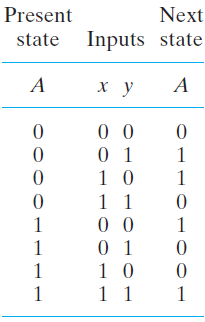 Present Next
state Inputs state
A x y A
0 0 0 0
0 0 1 1
0 1 0 1
0 1 1 0
1 0 0 1
1 0 1 0
1 1 0 0
1 1 1 1